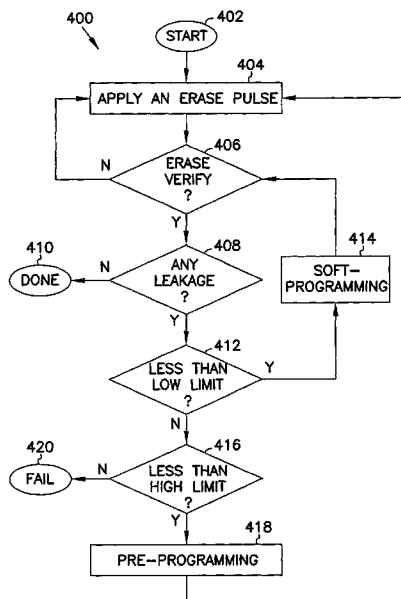 400
402
START
404
APPLY AN ERASE PULSE
406
N
ERASE
VERIFY
?
Y
408
410
DONE
N
ANY
LEAKAGE
?
Y
414
SOFT-
PROGRAMMING
412
LESS THAN
LOW LIMIT
?
Y
N
416
420
FAIL
N
LESS THAN
HIGH LIMIT
?
Y
418
PRE-PROGRAMMING